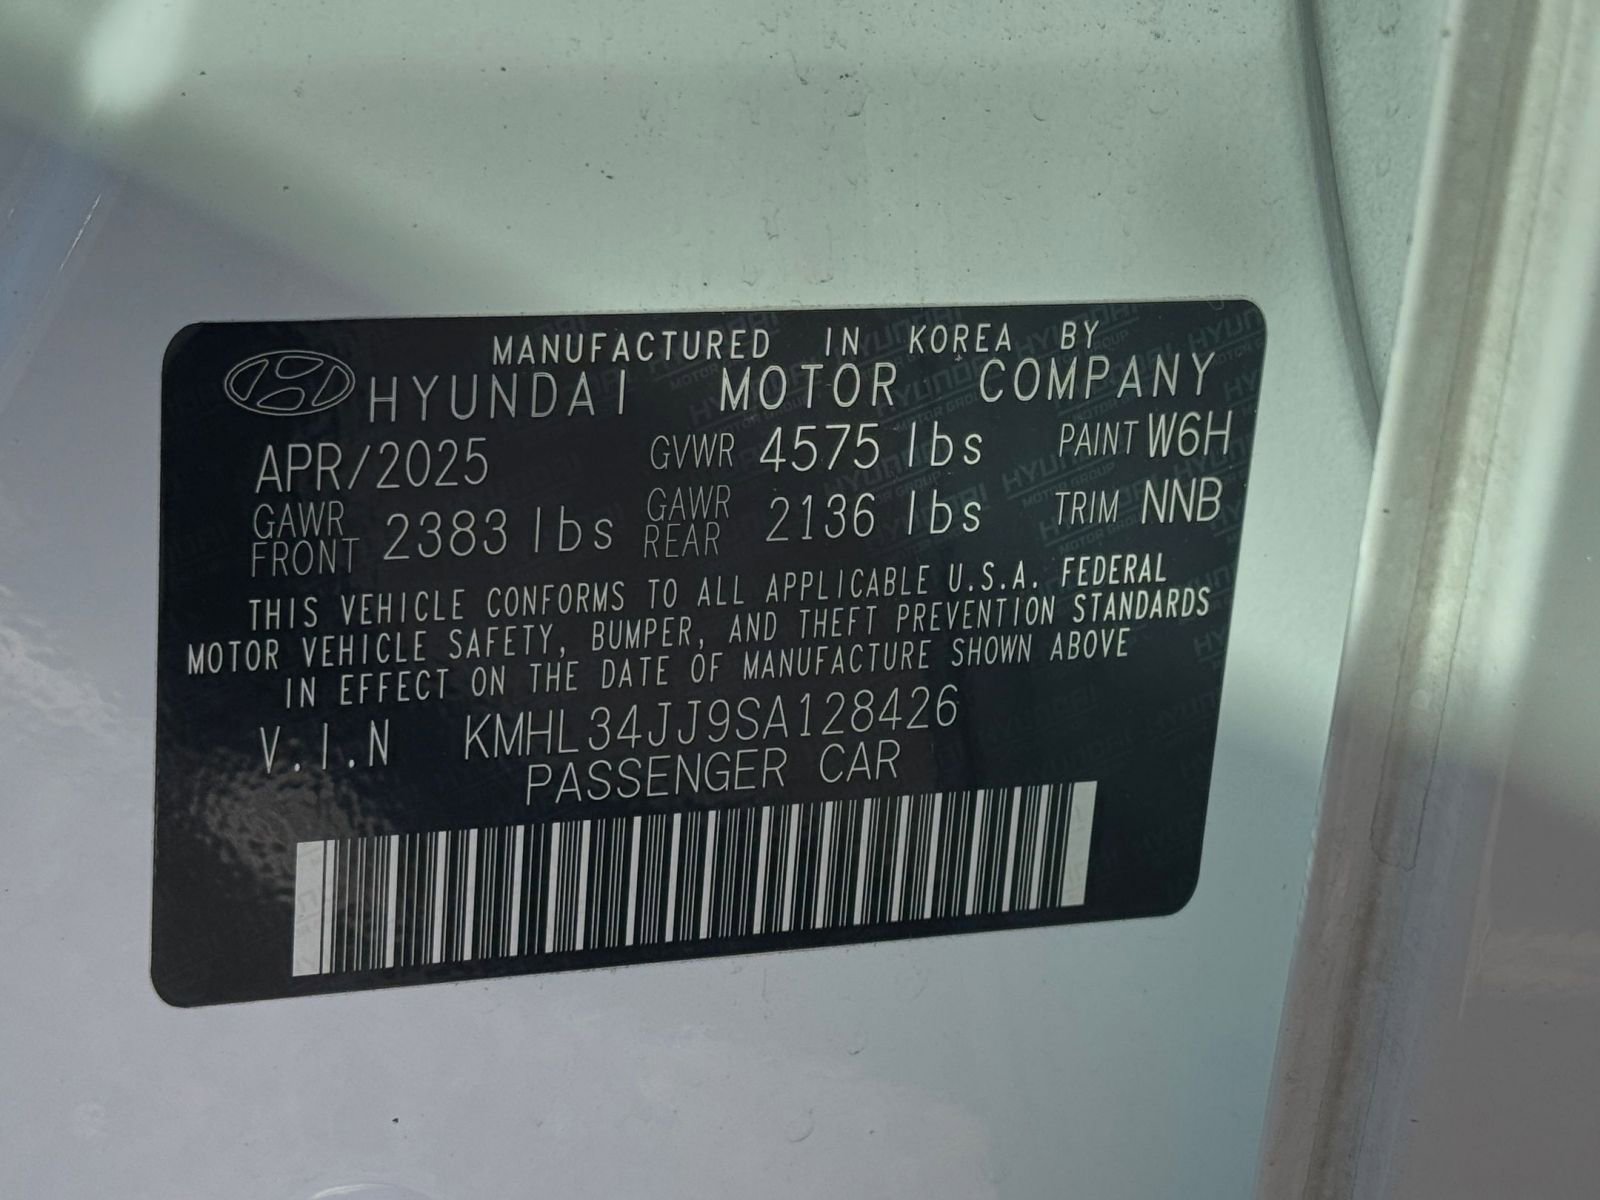 MANUFACTURED IN KOREA BY
HYUNDAI MOTOR COMPANY
APR/2025 GVWR 4575 lbs PAINT W6H
GAWR FRONT 2383 lbs GAWR REAR 2136 lbs TRIM NNB
THIS VEHICLE CONFORMS TO ALL APPLICABLE U.S.A. FEDERAL
MOTOR VEHICLE SAFETY, BUMPER, AND THEFT PREVENTION STANDARDS
IN EFFECT ON THE DATE OF MANUFACTURE SHOWN ABOVE
V.I.N KMHL34JJ9SA128426
PASSENGER CAR